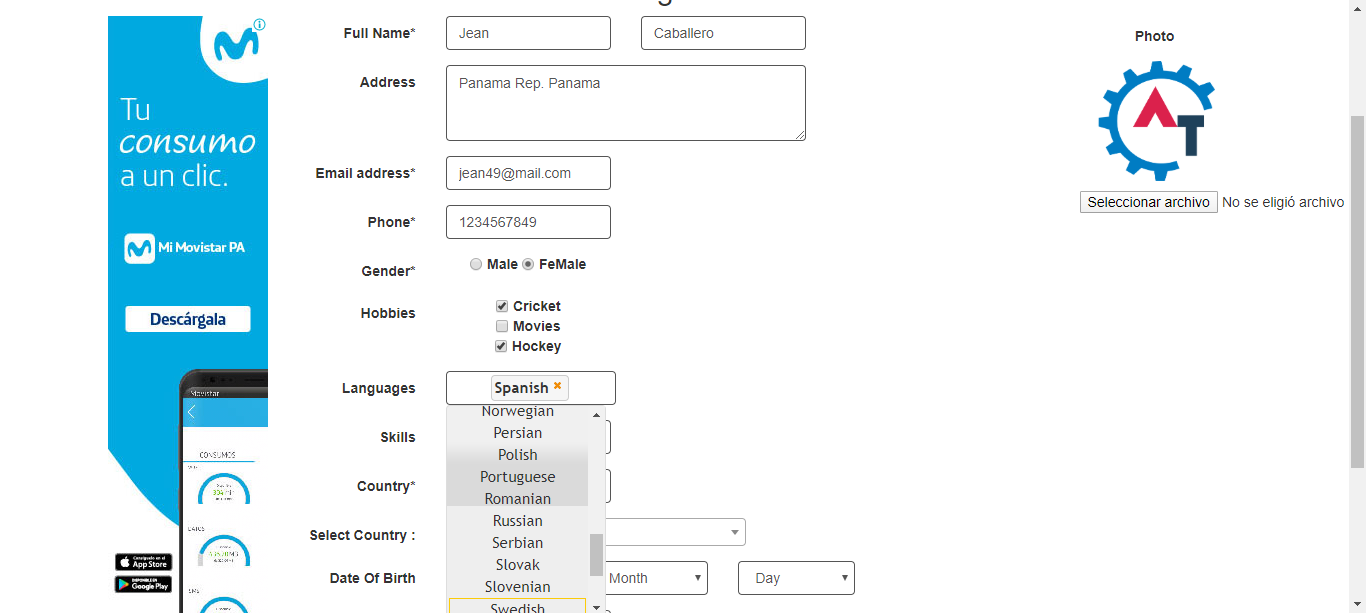 Full Name*
Jean
Caballero
Photo
Address
Panama Rep. Panama
Tu
consumo
a un clic.
Email address*
jean49@mail.com
Seleccionar archivo No se eligió archivo
Phone*
1234567849
Mi Movistar PA
Gender*
Male FeMale
Hobbies
Cricket
Movies
Hockey
Descárgala
Languages
Spanish ×
Movistar
Norwegian
Persian
Polish
Portuguese
Romanian
Russian
Serbian
Slovak
Slovenian
Swedish
Skills
CONSUMOS
Country*
Select Country :
DATOS
App Store
Google Play
Date Of Birth
Month
Day
SMS